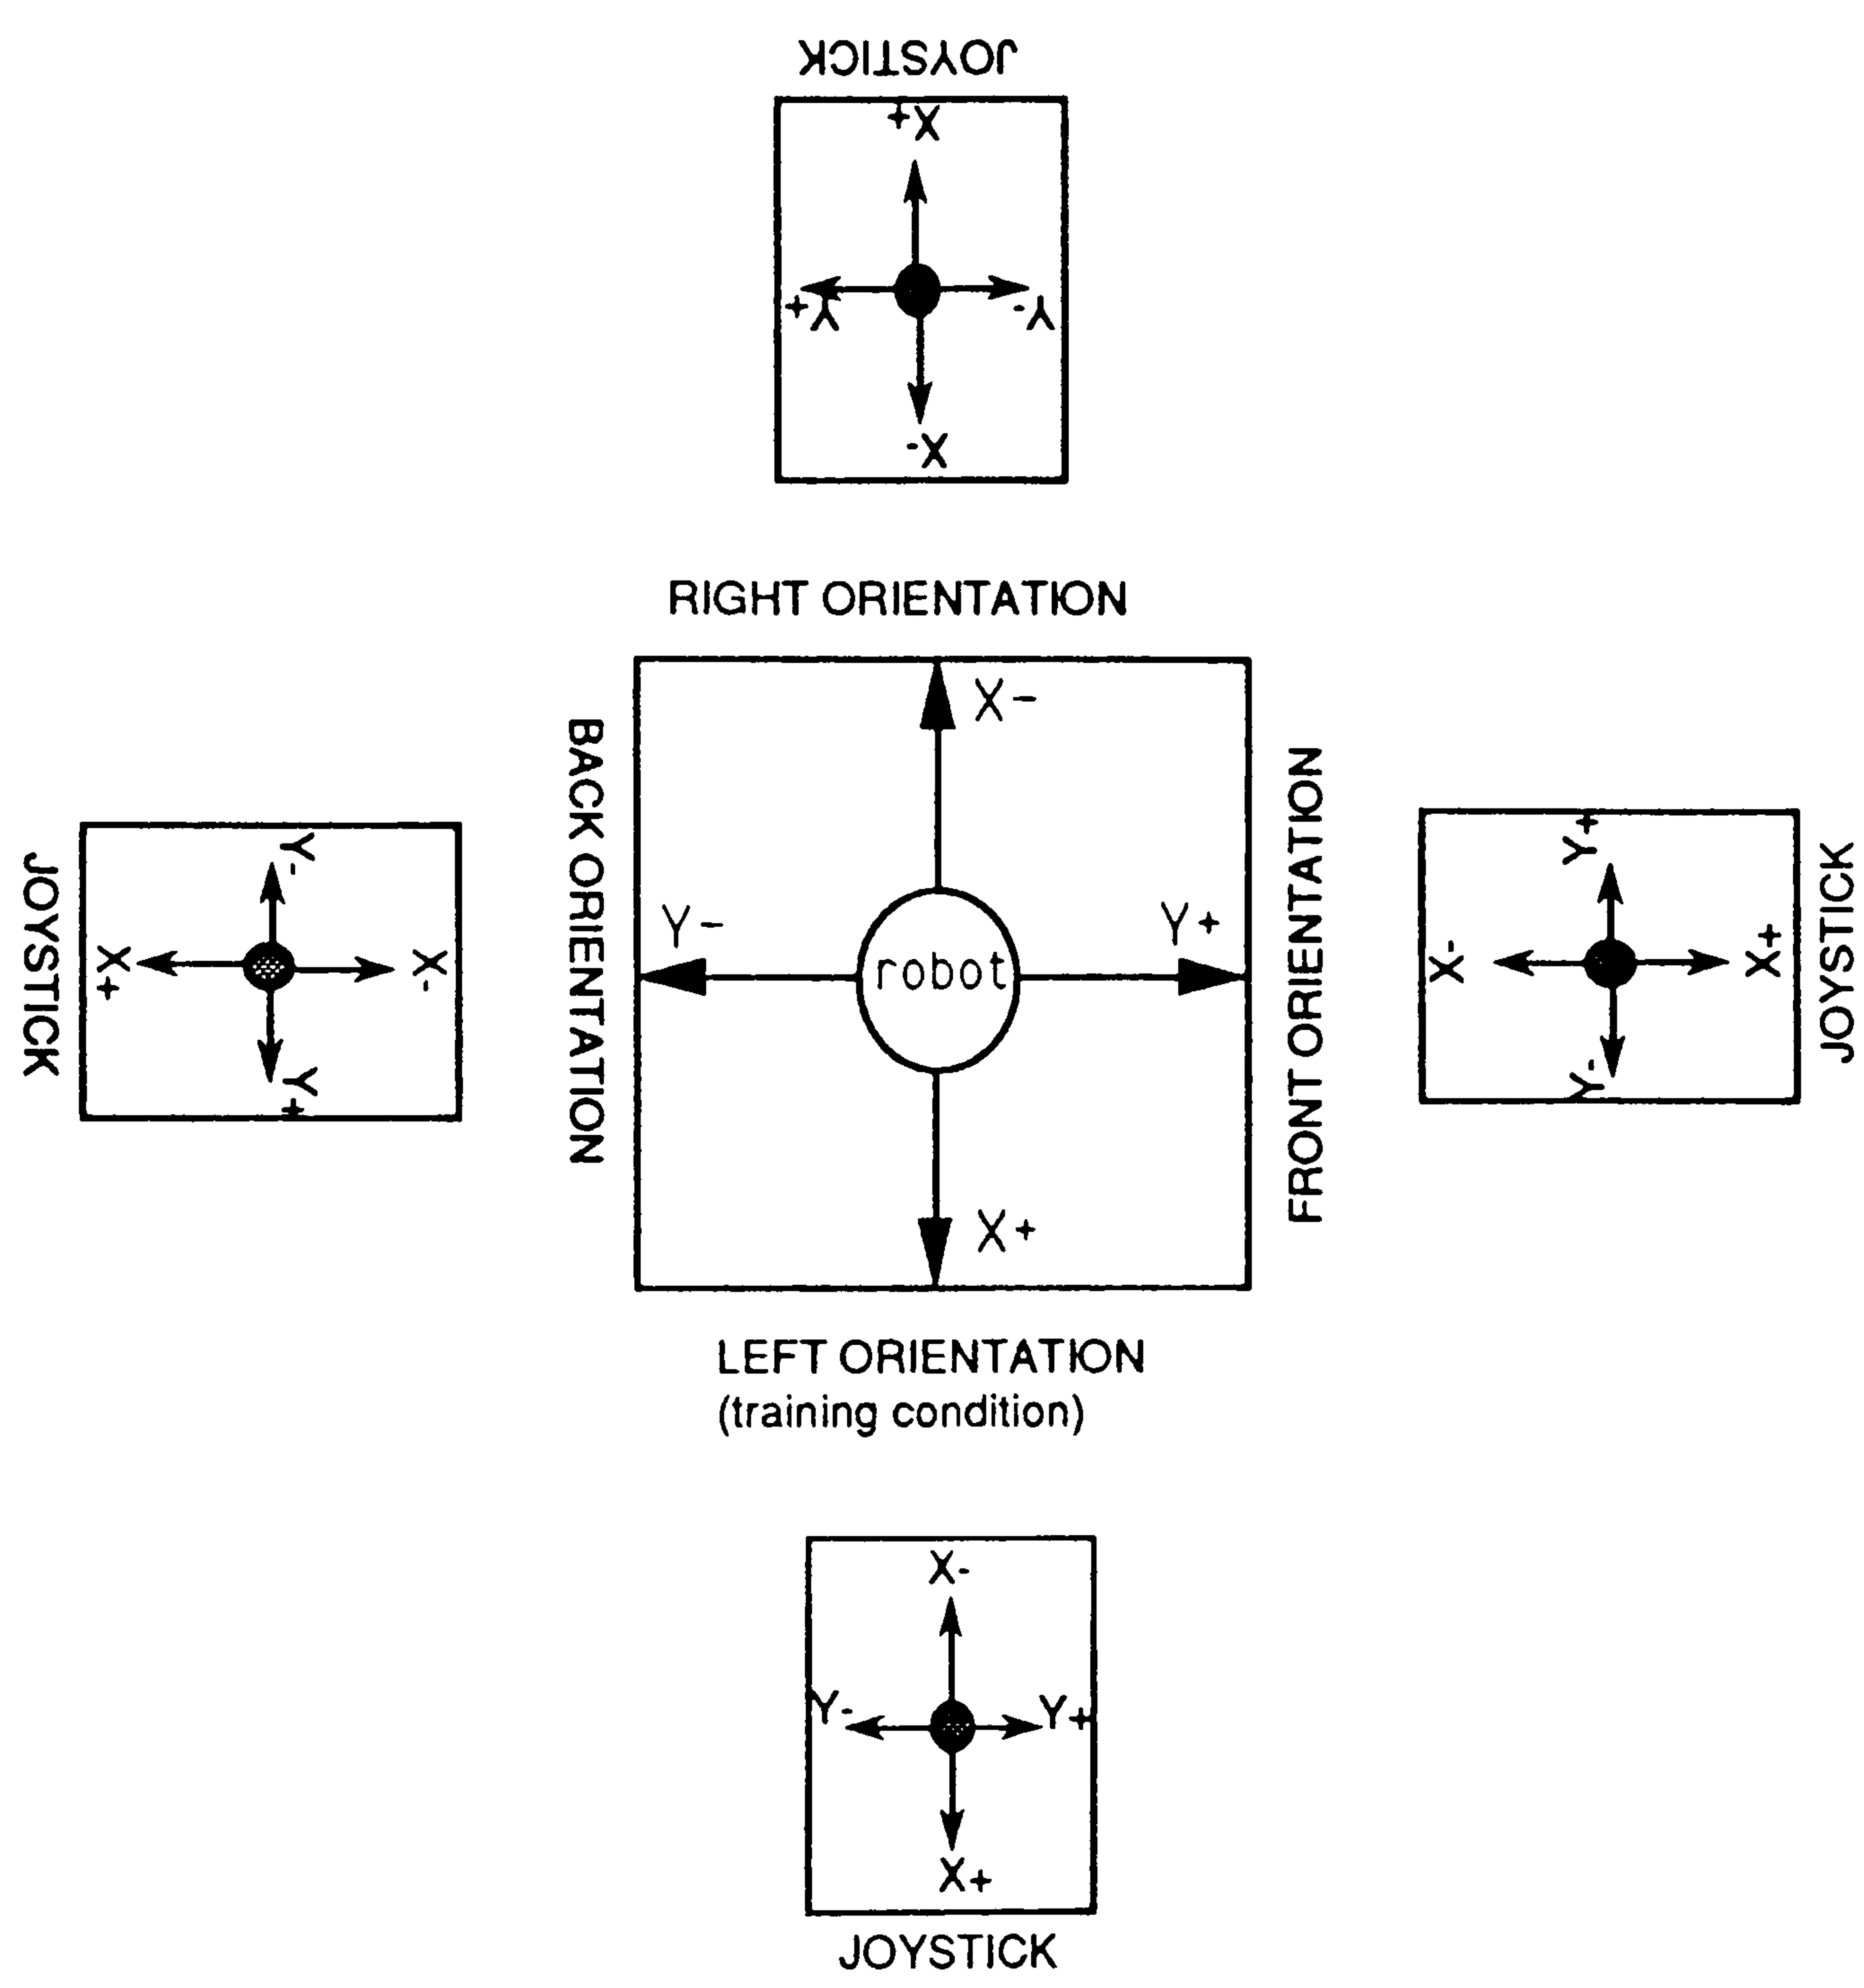 JOYSTICK
+X
+Y
-Y
-X
RIGHT ORIENTATION
BACK ORIENTATION
X-
Y-
robot
Y+
X+
FRONT ORIENTATION
JOYSTICK
Y-
X+
X-
Y+
Y+
X-
X+
Y-
JOYSTICK
LEFT ORIENTATION
(training condition)
X-
Y-
Y+
X+
JOYSTICK